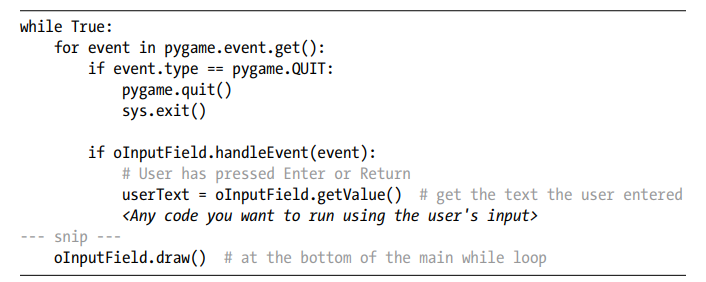 while True:
    for event in pygame.event.get():
        if event.type == pygame.QUIT:
            pygame.quit()
            sys.exit()

        if oInputField.handleEvent(event):
            # User has pressed Enter or Return
            userText = oInputField.getValue()  # get the text the user entered
            <Any code you want to run using the user's input>
--- snip ---
    oInputField.draw()  # at the bottom of the main while loop